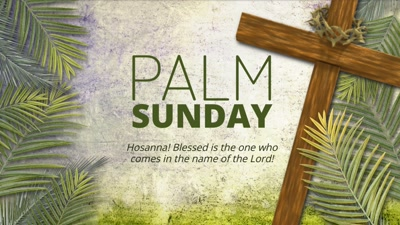 PALM
SUNDAY
Hosanna! Blessed is the one who
comes in the name of the Lord!